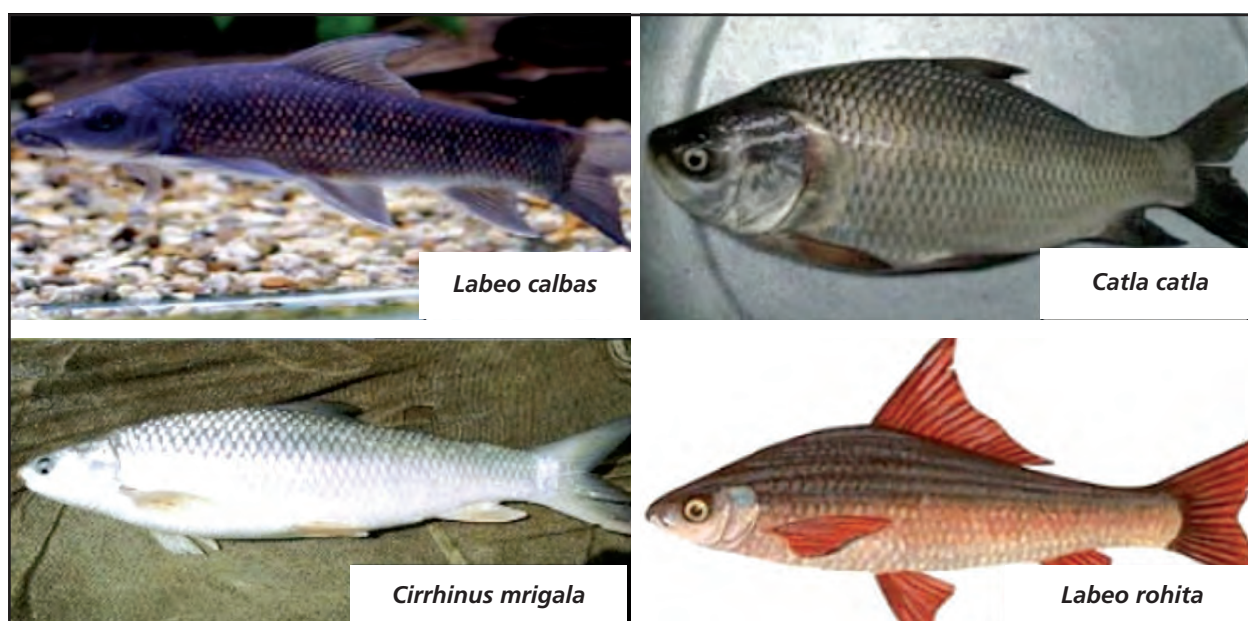 Labeo calbas
Catla catla
Cirrhinus mrigala
Labeo rohita